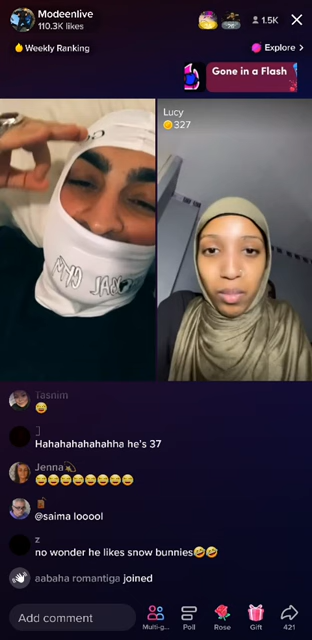 Modeenlive
110.3K likes
1.5K
20
Weekly Ranking
Explore >
Gone in a Flash
Lucy
327
Tasnim
😅
Hahahahahahahha he's 37
Jenna💫
😂😂😂😂😂😂😂😂
@saima looool
z
no wonder he likes snow bunnies🤣🤣
aabaha romantiga joined
Add comment
Multi-g...
Poll
Rose
Gift
421